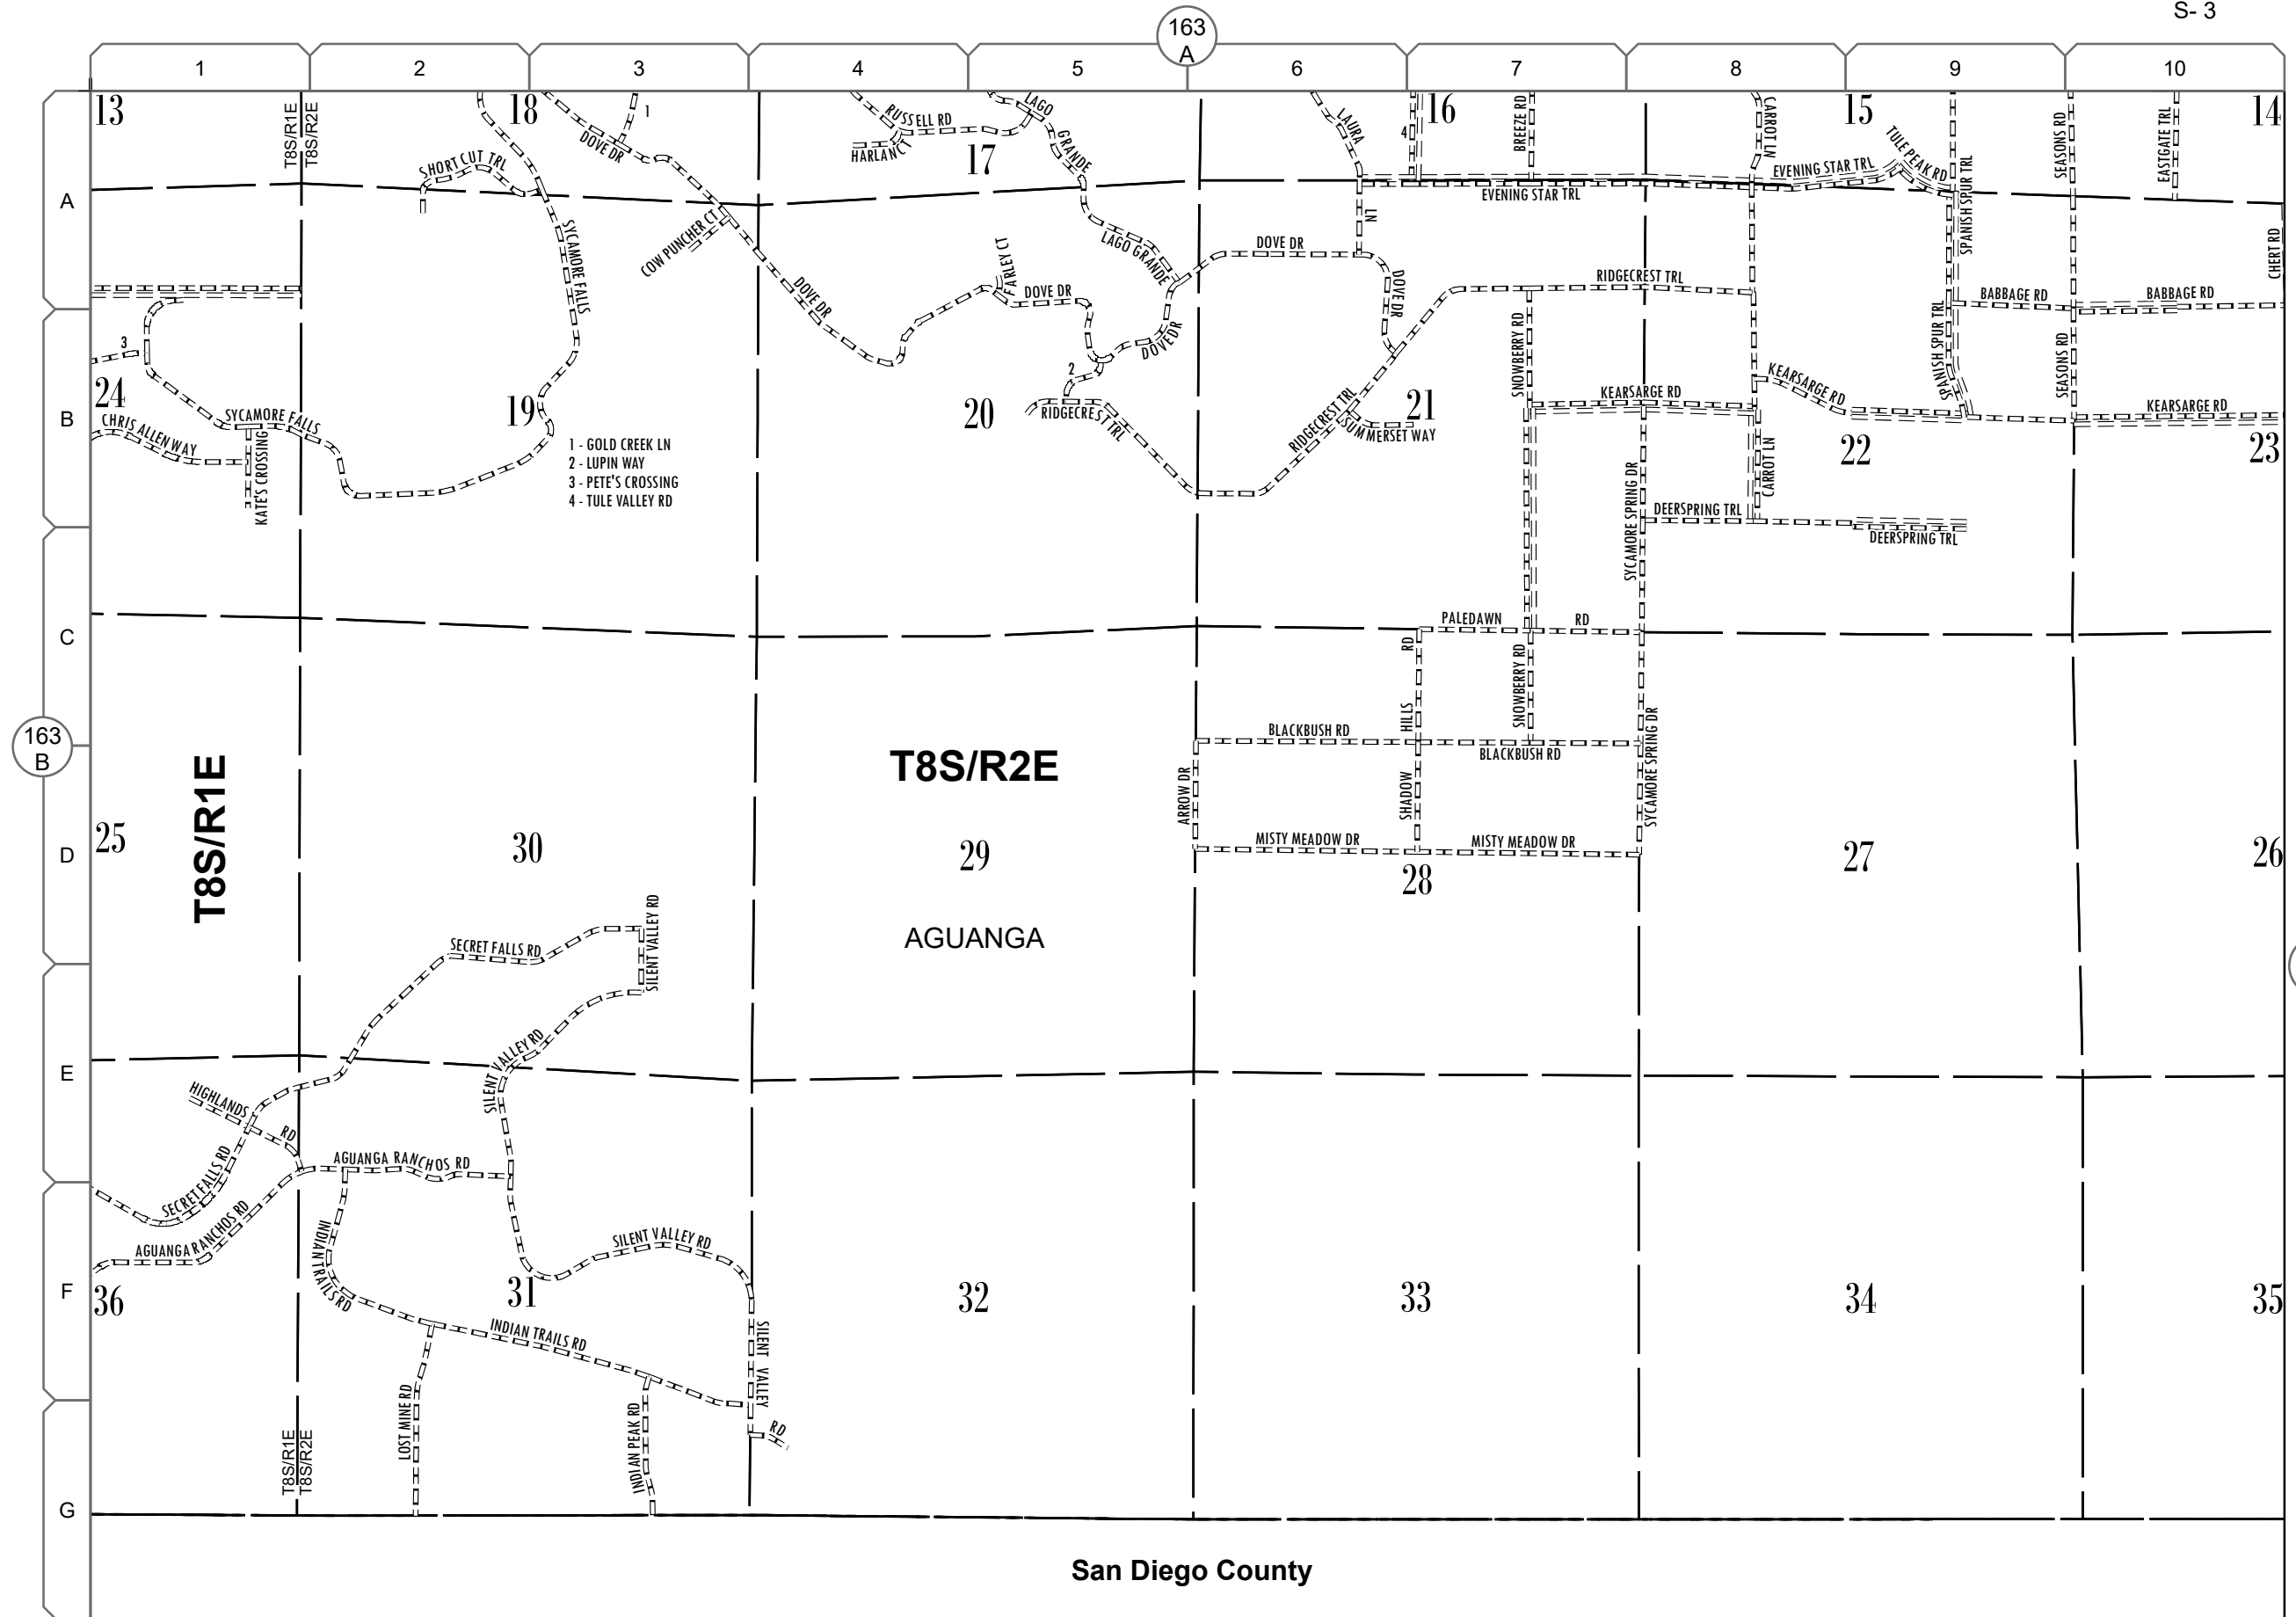 S- 3
163
A
1
2
3
4
5
6
7
8
9
10
13
T8S/R1E
T8S/R2E
18
1
LAGO
RUSSELL RD
LAURA
4
16
BREEZE RD
CARROT LN
15
SEASONS RD
EASTGATE TRL
14
DOVE DR
HARLAN CT
GRANDE
17
SHORT CUT TRL
EVENING STAR TRL
TULE PEAK RD
A
EVENING STAR TRL
SPANISH SPUR TRL
SYCAMORE FALLS
COW PUNCHER CT
LN
LAGO GRANDE
FARLEY CT
DOVE DR
CHERT RD
DOVE DR
DOVE DR
DOVE DR
RIDGECREST TRL
BABBAGE RD
BABBAGE RD
3
DOVE DR
SNOWBERRY RD
SPANISH SPUR TRL
SEASONS RD
2
24
KEARSARGE RD
B
CHRIS ALLEN WAY
SYCAMORE FALLS
19
20
RIDGECREST TRL
RIDGECREST TRL
21
SUMMERSET WAY
KEARSARGE RD
KEARSARGE RD
KATE'S CROSSING
1 - GOLD CREEK LN
2 - LUPIN WAY
3 - PETE'S CROSSING
4 - TULE VALLEY RD
22
23
CARROT LN
SYCAMORE SPRING DR
DEERSPRING TRL
DEERSPRING TRL
C
PALEDAWN
RD
RD
SNOWBERRY RD
HILLS
BLACKBUSH RD
BLACKBUSH RD
SYCAMORE SPRING DR
163
B
T8S/R1E
T8S/R2E
ARROW DR
SHADOW
25
D
30
29
MISTY MEADOW DR
MISTY MEADOW DR
28
27
26
AGUANGA
SECRET FALLS RD
SILENT VALLEY RD
E
SILENT VALLEY RD
HIGHLANDS
RD
AGUANGA RANCHOS RD
SECRET FALLS RD
AGUANGA RANCHOS RD
INDIAN TRAILS RD
SILENT VALLEY RD
F
36
31
32
33
34
35
INDIAN TRAILS RD
SILENT VALLEY
RD
LOST MINE RD
INDIAN PEAK RD
T8S/R1E
T8S/R2E
G
San Diego County